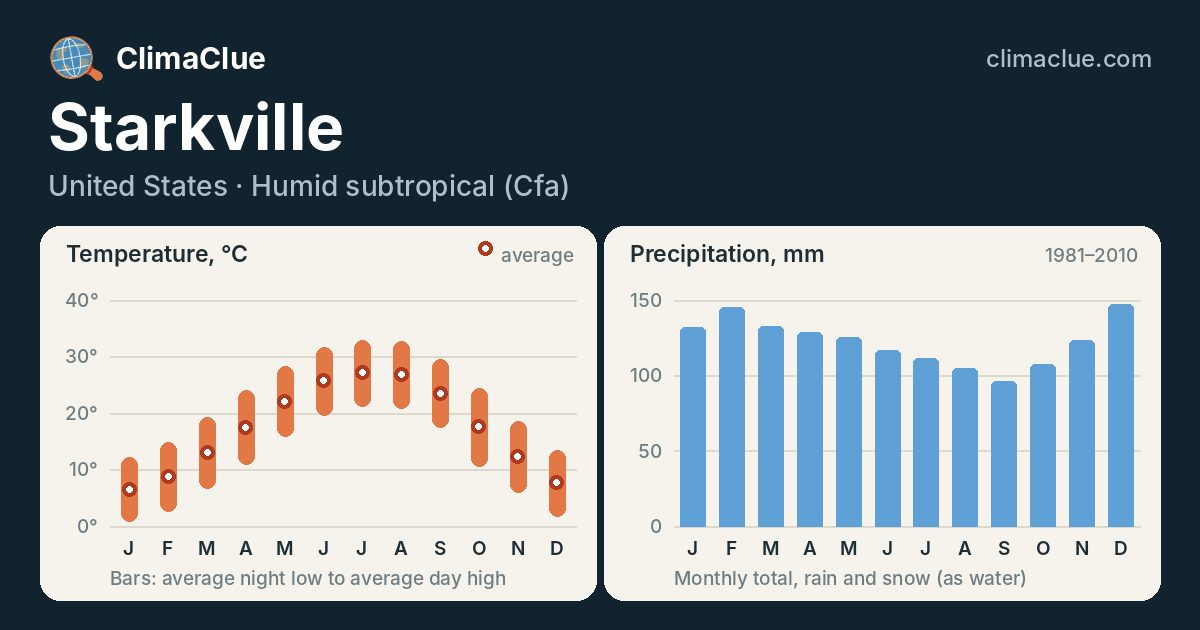 ClimaClue
climaclue.com
Starkville
United States · Humid subtropical (Cfa)
Temperature, °C
average
40°
30°
20°
10°
0°
J F M A M J J A S O N D
Bars: average night low to average day high
Precipitation, mm
1981–2010
150
100
50
0
J F M A M J J A S O N D
Monthly total, rain and snow (as water)